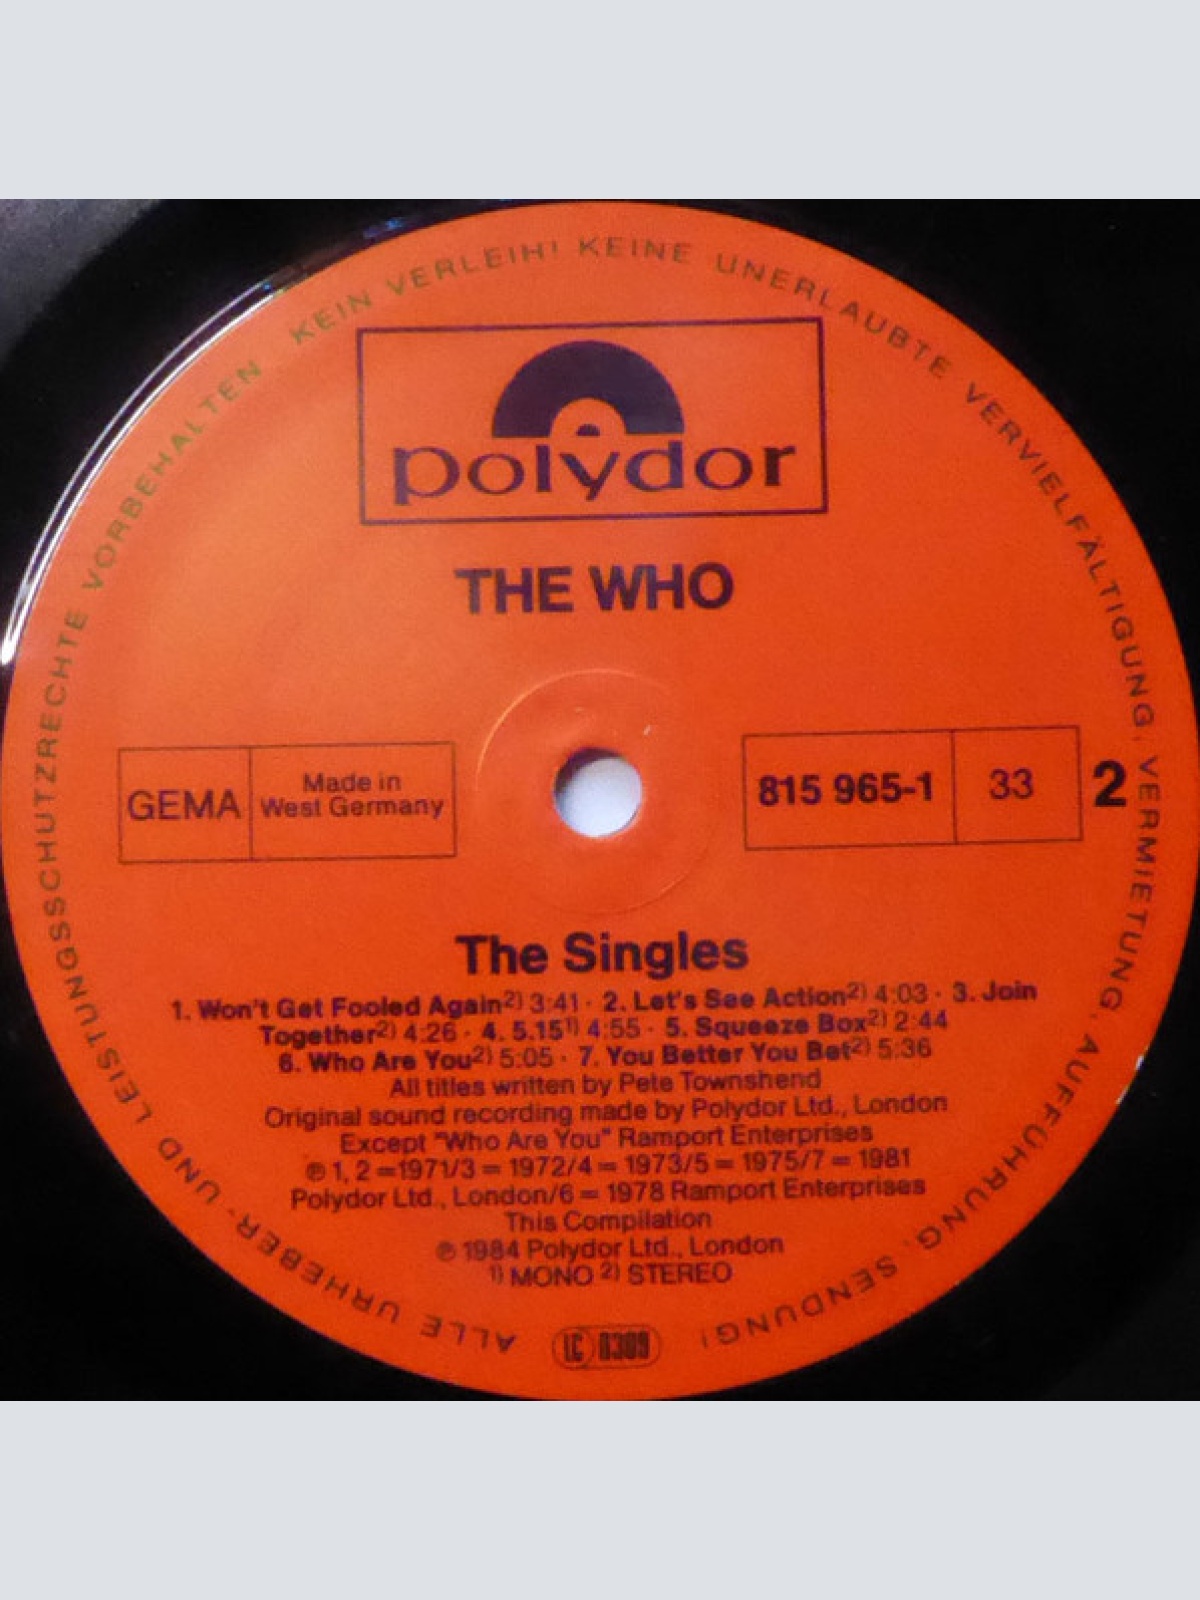 ALLE URHEBER- UND LEISTUNGSSCHUTZRECHTE VORBEHALTEN KEIN VERLEIH! KEINE UNERLAUBTE VERVIELFÄLTIGUNG, VERMIETUNG, AUFFÜHRUNG, SENDUNG!
polydor
THE WHO
GEMA
Made in
West Germany
815 965-1
33
2
The Singles
1. Won't Get Fooled Again2) 3:41 · 2. Let's See Action2) 4:03 · 3. Join
Together2) 4:26 · 4. 5.151) 4:55 · 5. Squeeze Box2) 2:44
6. Who Are You2) 5:05 · 7. You Better You Bet2) 5:36
All titles written by Pete Townshend
Original sound recording made by Polydor Ltd., London
Except "Who Are You" Ramport Enterprises
℗ 1, 2 = 1971/3 = 1972/4 = 1973/5 = 1975/7 = 1981
Polydor Ltd., London/6 = 1978 Ramport Enterprises
This Compilation
℗ 1984 Polydor Ltd., London
1) MONO 2) STEREO
LC 0309